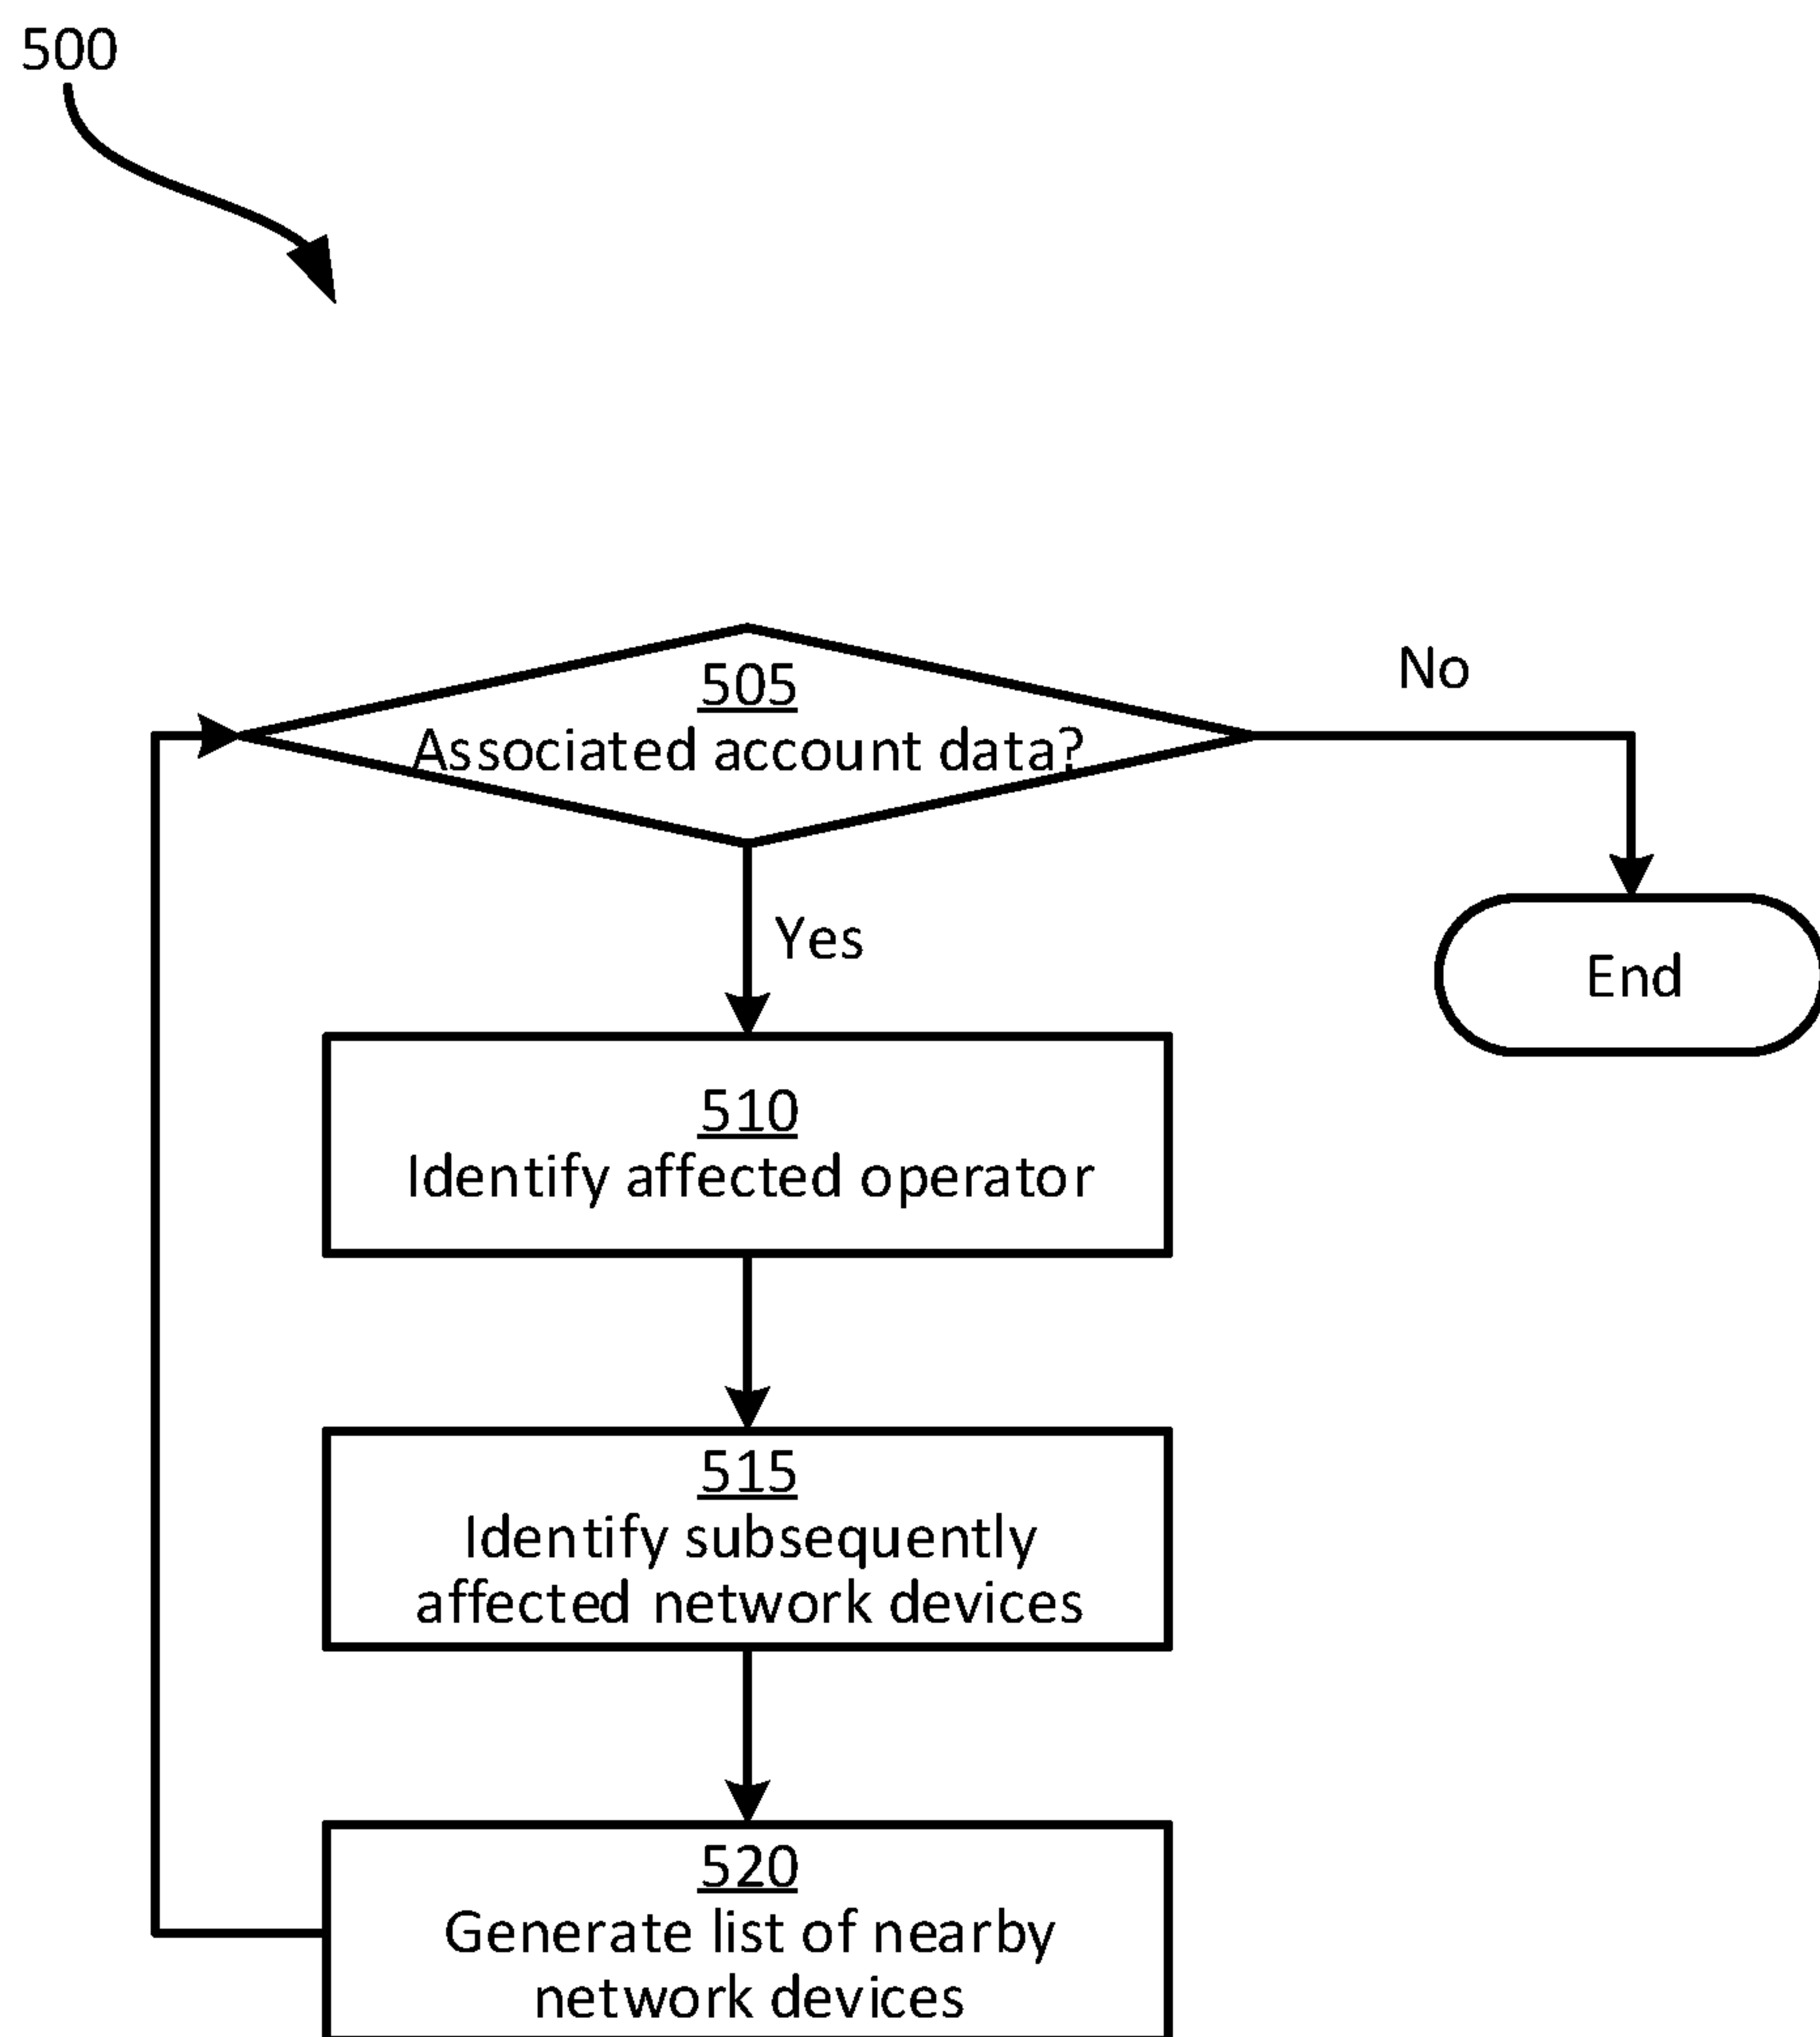 500
505
Associated account data?
No
Yes
End
510
Identify affected operator
515
Identify subsequently
affected network devices
520
Generate list of nearby
network devices